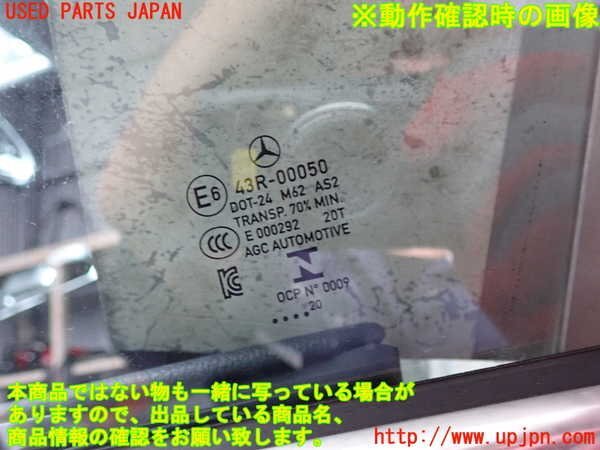 USED PARTS JAPAN
※動作確認時の画像
E6
43R-00050
DOT-24 M62 AS2
TRANSP. 70% MIN.
E 000292 20T
CCC
AGC AUTOMOTIVE
N
OCP N° 0009
....20
本商品ではない物も一緒に写っている場合が
ありますので、出品している商品名、
商品情報の確認をお願い致します。
http://www.upjpn.com/